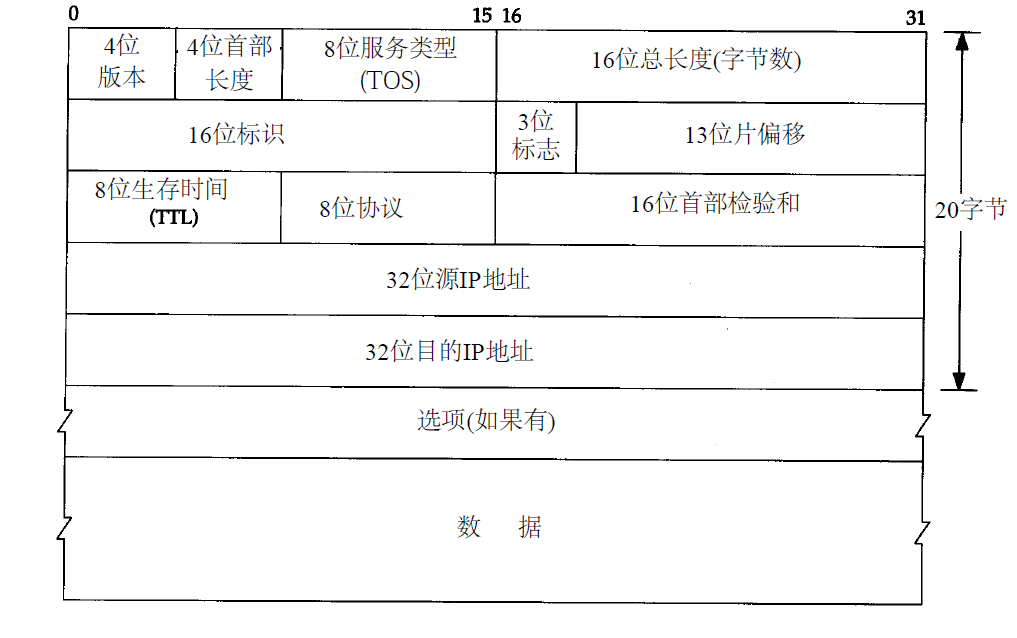 0 15 16 31
4位
版本
4位首部
长度
8位服务类型
(TOS)
16位总长度(字节数)
16位标识
3位
标志
13位片偏移
8位生存时间
(TTL)
8位协议
16位首部检验和
20字节
32位源IP地址
32位目的IP地址
选项(如果有)
数 据